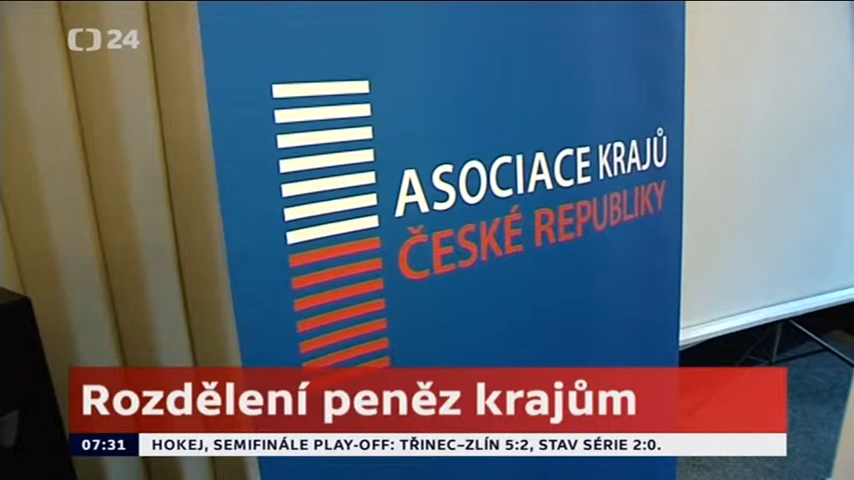 24
ASOCIACE KRAJŮ
ČESKÉ REPUBLIKY
Rozdělení peněz krajům
07:31 HOKEJ, SEMIFINÁLE PLAY-OFF: TŘINEC–ZLÍN 5:2, STAV SÉRIE 2:0.